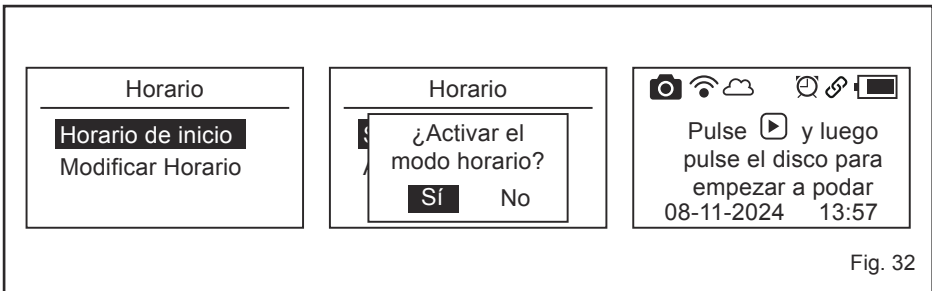 Horario
Horario de inicio
Modificar Horario
Horario
S
¿Activar el
A
modo horario?
Sí No
Pulse y luego
pulse el disco para
empezar a podar
08-11-2024 13:57
Fig. 32